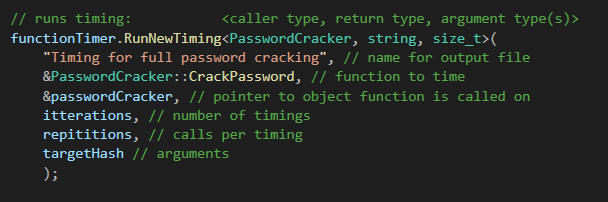 // runs timing:           <caller type, return type, argument type(s)>
functionTimer.RunNewTiming<PasswordCracker, string, size_t>(
    "Timing for full password cracking", // name for output file
    &PasswordCracker::CrackPassword, // function to time
    &passwordCracker, // pointer to object function is called on
    itterations, // number of timings
    repititions, // calls per timing
    targetHash // arguments
    );